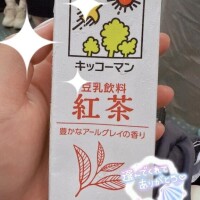 キッコーマン
豆乳飲料
紅茶
豊かなアールグレイの香り